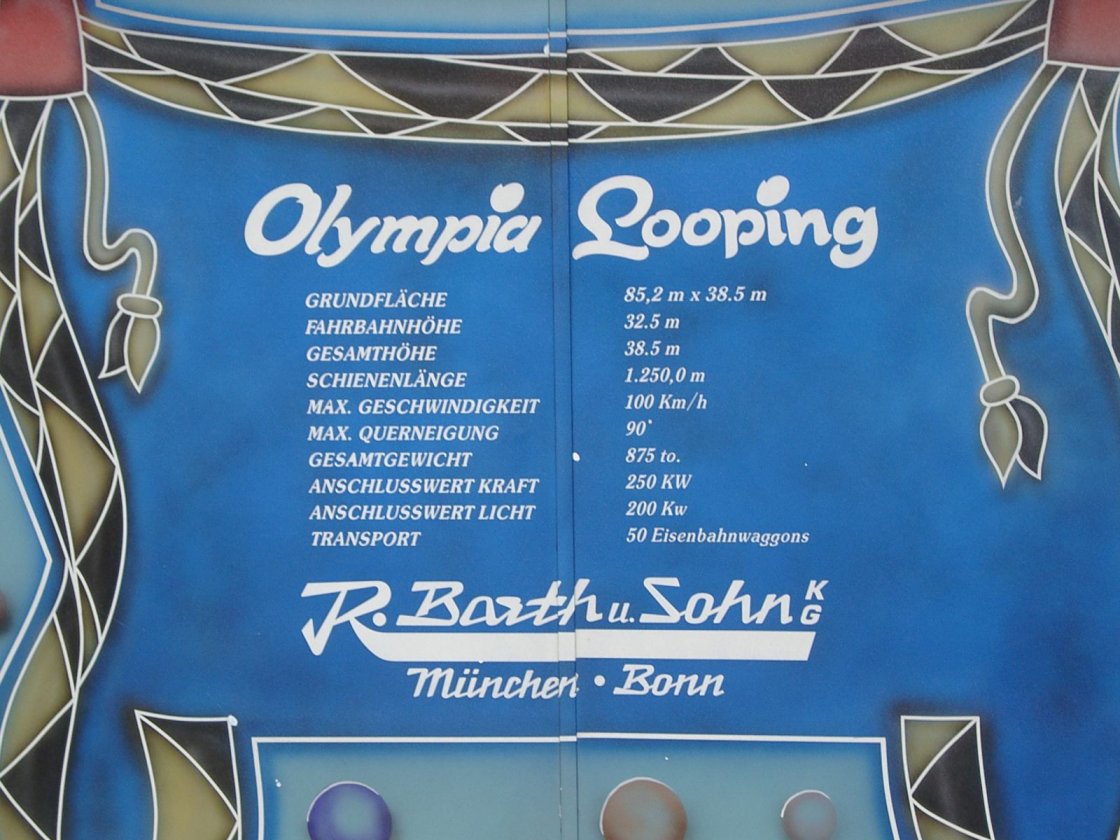 Olympia Looping
GRUNDFLÄCHE 85,2 m x 38.5 m
FAHRBAHNHÖHE 32.5 m
GESAMTHÖHE 38.5 m
SCHIENENLÄNGE 1.250,0 m
MAX. GESCHWINDIGKEIT 100 Km/h
MAX. QUERNEIGUNG 90°
GESAMTGEWICHT 875 to.
ANSCHLUSSWERT KRAFT 250 KW
ANSCHLUSSWERT LICHT 200 Kw
TRANSPORT 50 Eisenbahnwaggons
R. Barth u. Sohn KG
München • Bonn